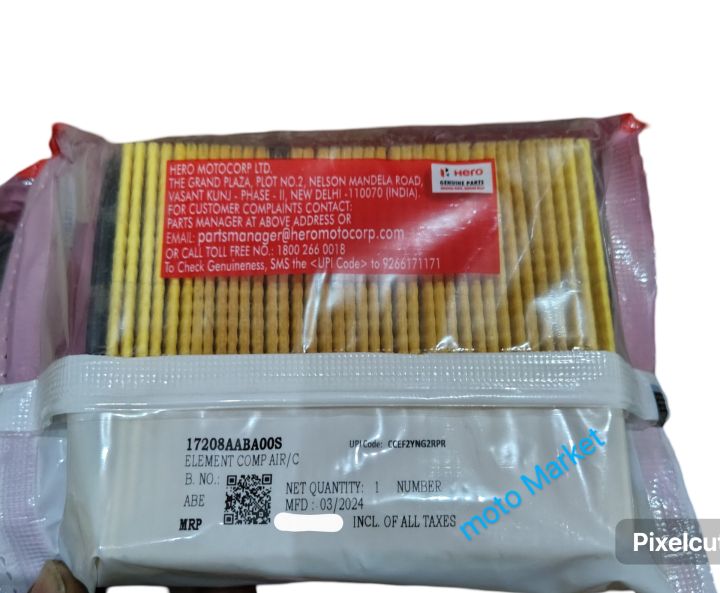 HERO MOTOCORP LTD.
THE GRAND PLAZA, PLOT NO.2, NELSON MANDELA ROAD,
VASANT KUNJ - PHASE - II, NEW DELHI -110070 (INDIA).
FOR CUSTOMER COMPLAINTS CONTACT:
PARTS MANAGER AT ABOVE ADDRESS OR
EMAIL: partsmanager@heromotocorp.com
OR CALL TOLL FREE NO.: 1800 266 0018
To Check Genuineness, SMS the <UPI Code> to 9266171171
Hero
GENUINE PARTS
17208AABA00S
UPI Code: CCEF2YNG2RPR
ELEMENT COMP AIR/C
B. NO.:
ABE
NET QUANTITY: 1 NUMBER
MFD : 03/2024
MRP
INCL. OF ALL TAXES
moto Market
Pixelcut